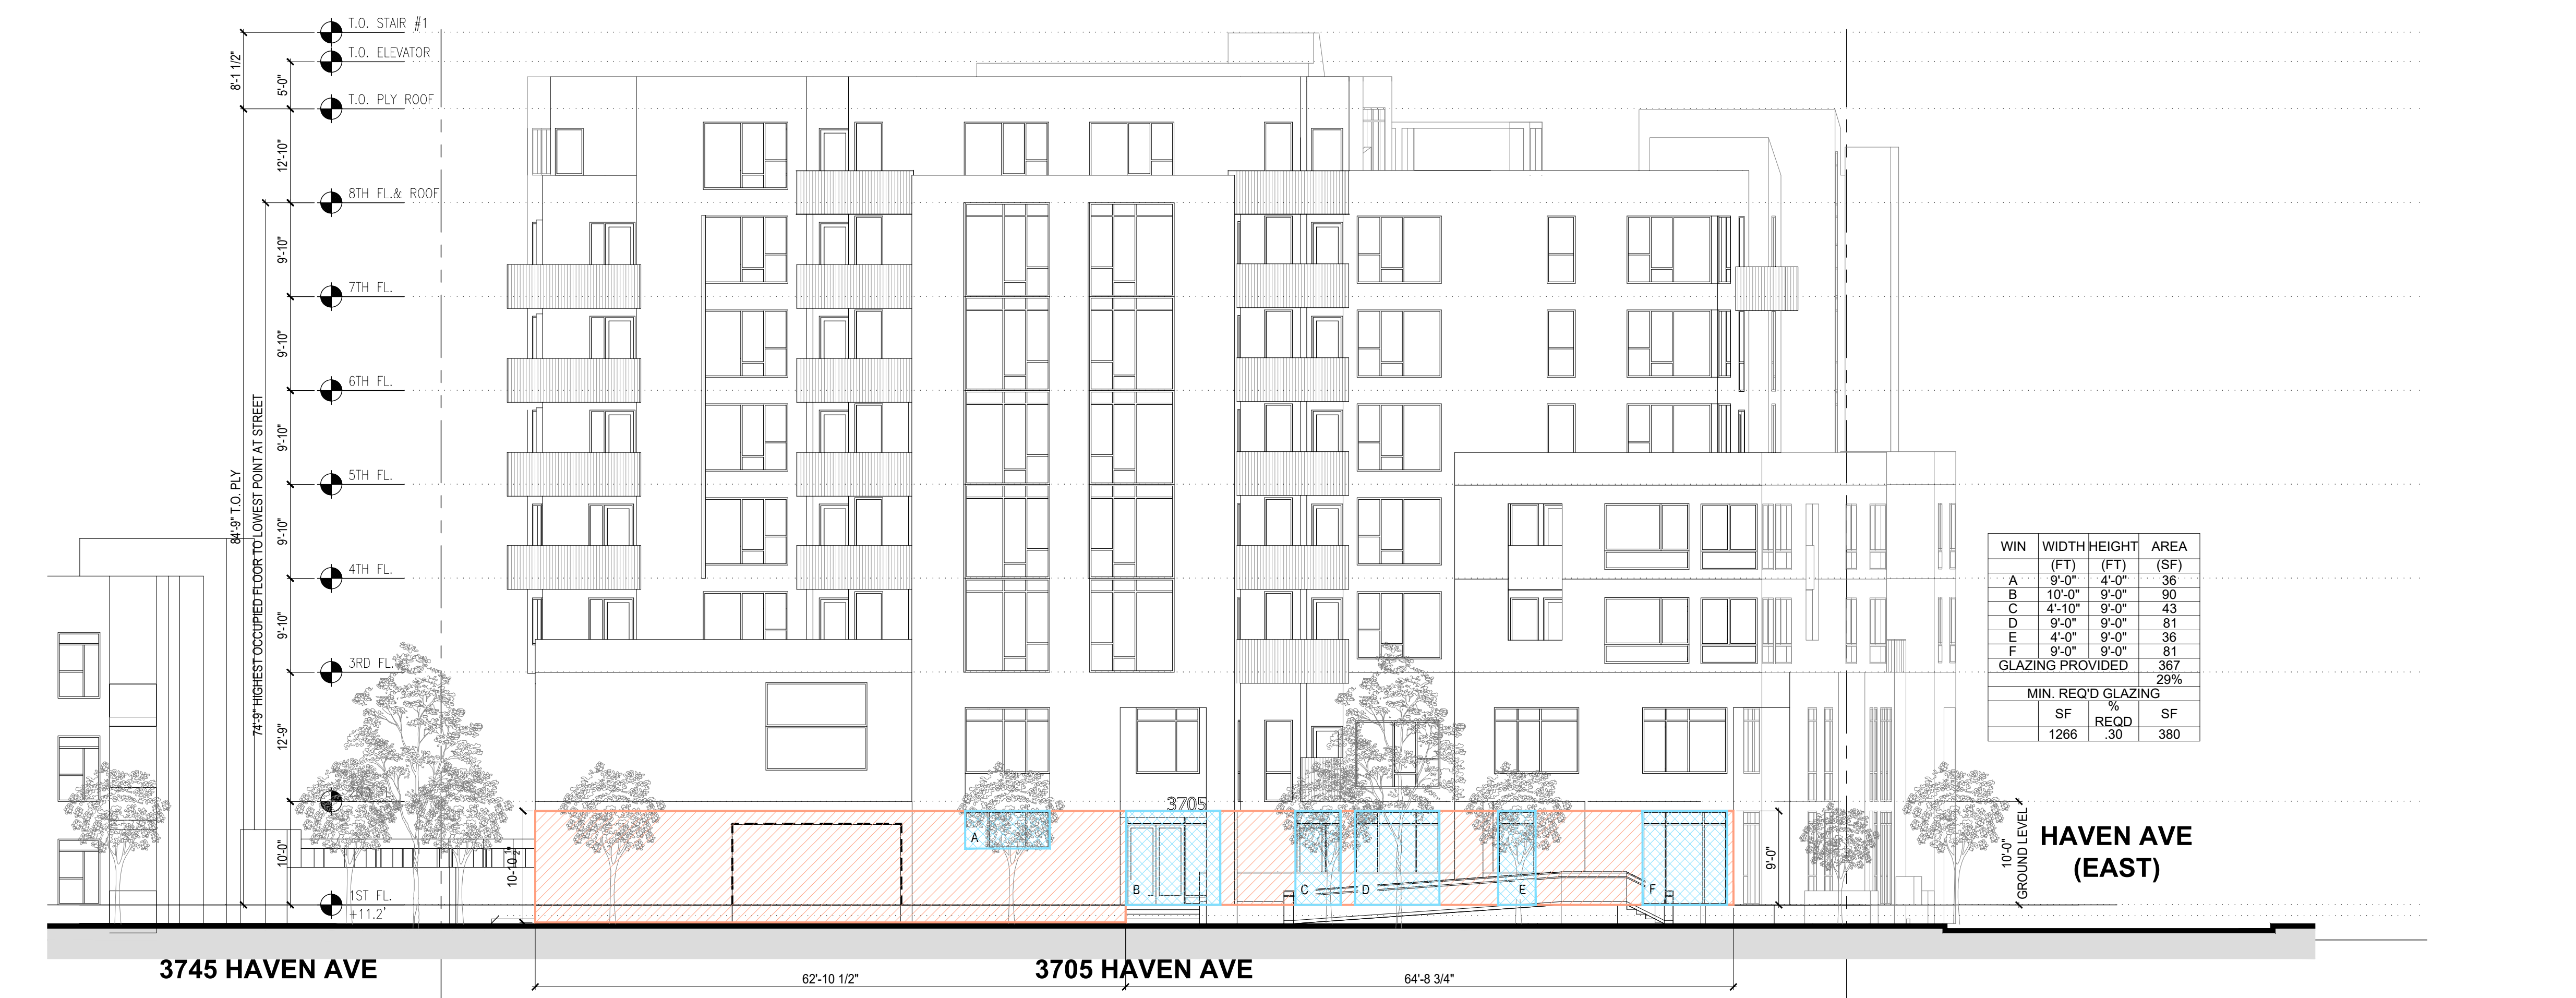 T.O. STAIR #1
T.O. ELEVATOR
T.O. PLY ROOF
8TH FL.& ROOF
7TH FL.
6TH FL.
5TH FL.
4TH FL.
3RD FL.
1ST FL.
+11.2'
8'-1 1/2"
5'-0"
12'-10"
9'-10"
9'-10"
9'-10"
9'-10"
9'-10"
12'-9"
10'-0"
84'-9" T.O. PLY
74'-9" HIGHEST OCCUPIED FLOOR TO LOWEST POINT AT STREET
10'-10 1/2"
3705
A
B
C
D
E
F
9'-0"
10'-0"
GROUND LEVEL
HAVEN AVE
(EAST)
WIN WIDTH HEIGHT AREA
(FT) (FT) (SF)
A 9'-0" 4'-0" 36
B 10'-0" 9'-0" 90
C 4'-10" 9'-0" 43
D 9'-0" 9'-0" 81
E 4'-0" 9'-0" 36
F 9'-0" 9'-0" 81
GLAZING PROVIDED 367
29%
MIN. REQ'D GLAZING
SF % REQD SF
1266 .30 380
3745 HAVEN AVE
3705 HAVEN AVE
62'-10 1/2"
64'-8 3/4"